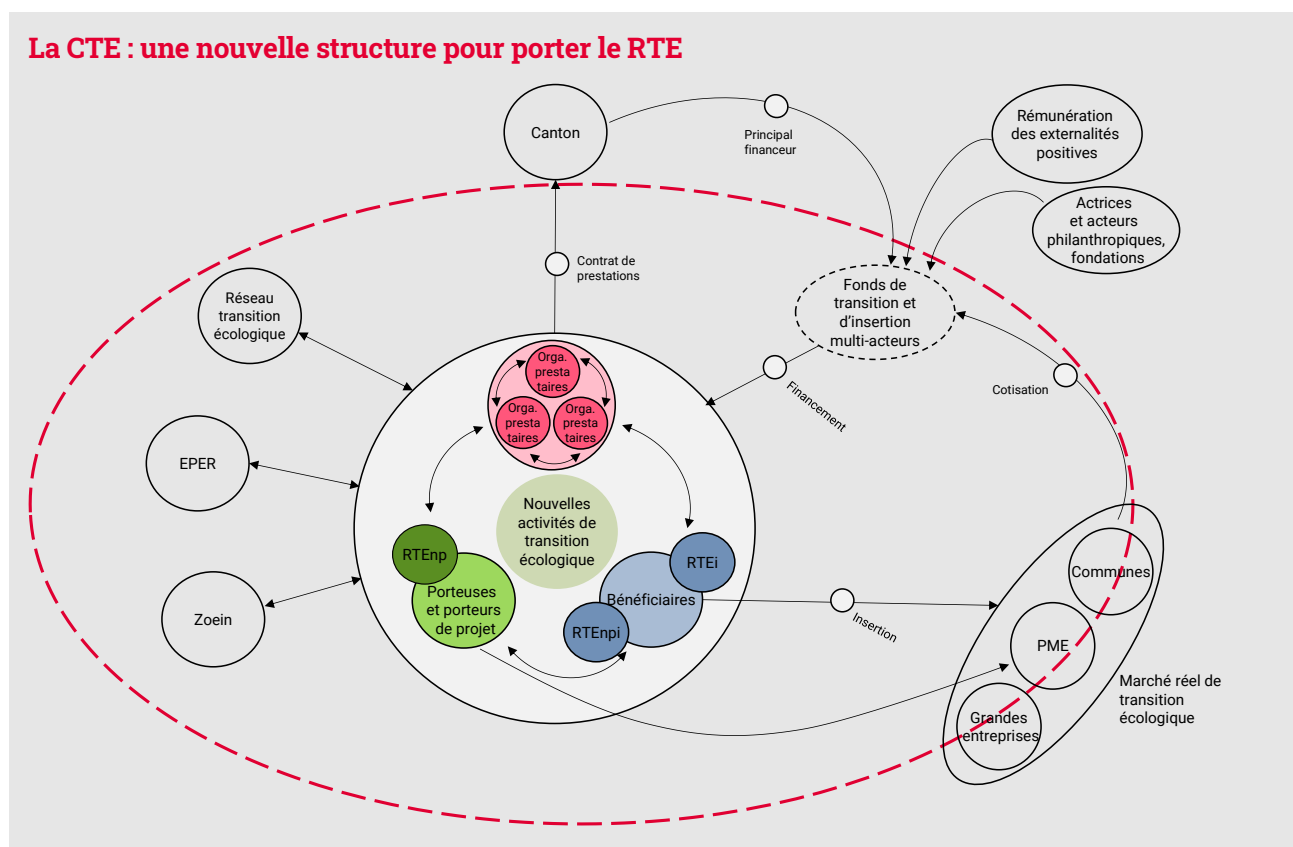 La CTE : une nouvelle structure pour porter le RTE
Canton
Principal
financeur
Rémunération
des externalités
positives
Actrices
et acteurs
philanthropiques,
fondations
Contrat de
prestations
Réseau
transition
écologique
Fonds de
transition et
d’insertion
multi-acteurs
Orga.
presta
taires
Orga.
presta
taires
Orga.
presta
taires
Financement
Cotisation
EPER
Nouvelles
activités de
transition
écologique
RTEnp
Porteuses
et porteurs
de projet
RTEi
Bénéficiaires
RTEnpi
Insertion
Zoein
Communes
PME
Grandes
entreprises
Marché réel de
transition
écologique